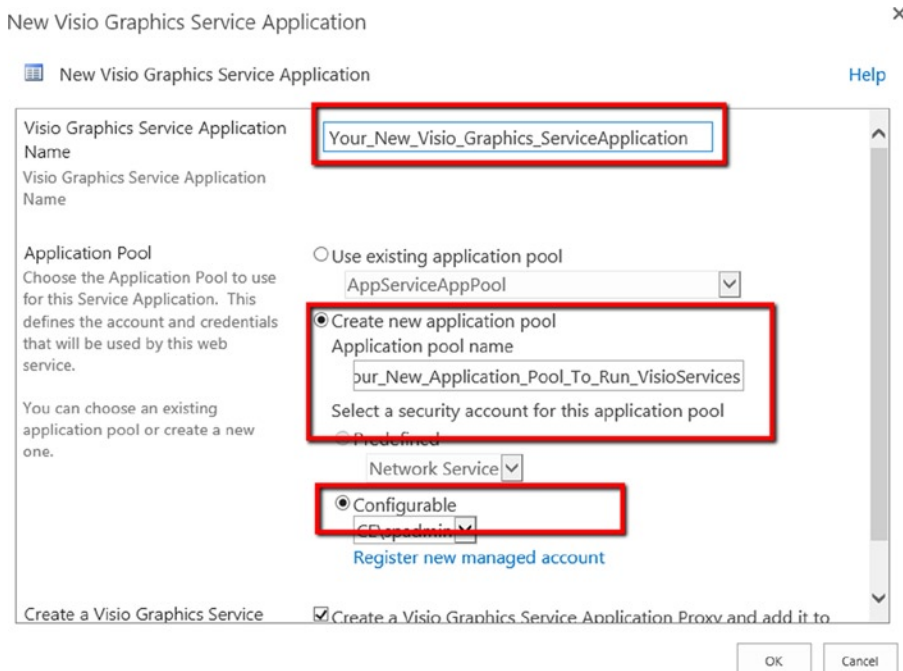 New Visio Graphics Service Application
New Visio Graphics Service Application
Help
Visio Graphics Service Application
Name
Visio Graphics Service Application
Name
Your_New_Visio_Graphics_ServiceApplication
Application Pool
Choose the Application Pool to use
for this Service Application. This
defines the account and credentials
that will be used by this web
service.
You can choose an existing
application pool or create a new
one.
Use existing application pool
AppServiceAppPool
Create new application pool
Application pool name
our_New_Application_Pool_To_Run_VisioServices
Select a security account for this application pool
Predefined
Network Service
Configurable
CE\spadmin
Register new managed account
Create a Visio Graphics Service
Create a Visio Graphics Service Application Proxy and add it to
OK
Cancel